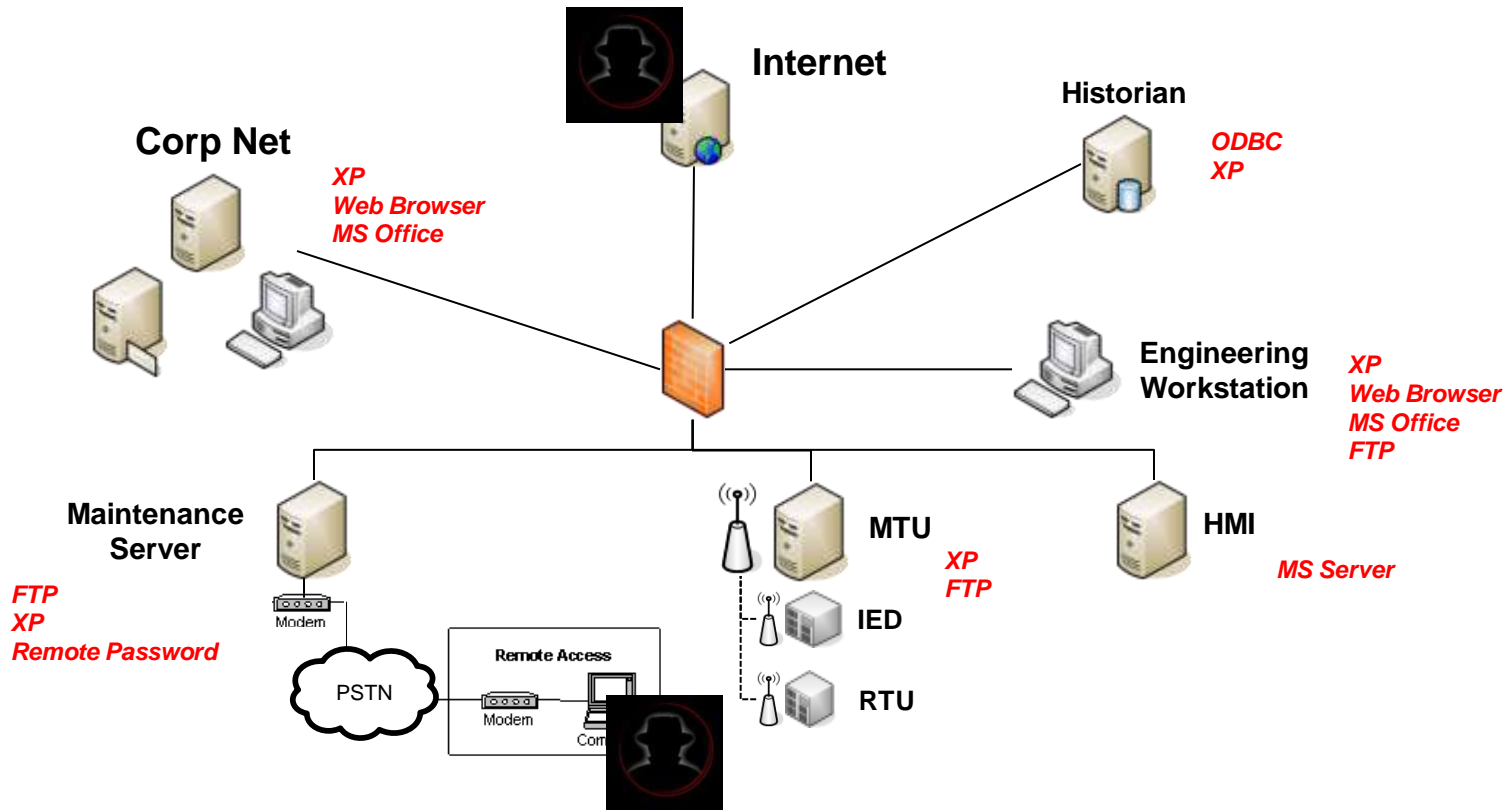 Internet
Historian
ODBC
XP
Corp Net
XP
Web Browser
MS Office
Engineering
Workstation
XP
Web Browser
MS Office
FTP
Maintenance
Server
FTP
XP
Remote Password
Modem
PSTN
Remote Access
Modem
MTU
XP
FTP
IED
RTU
HMI
MS Server